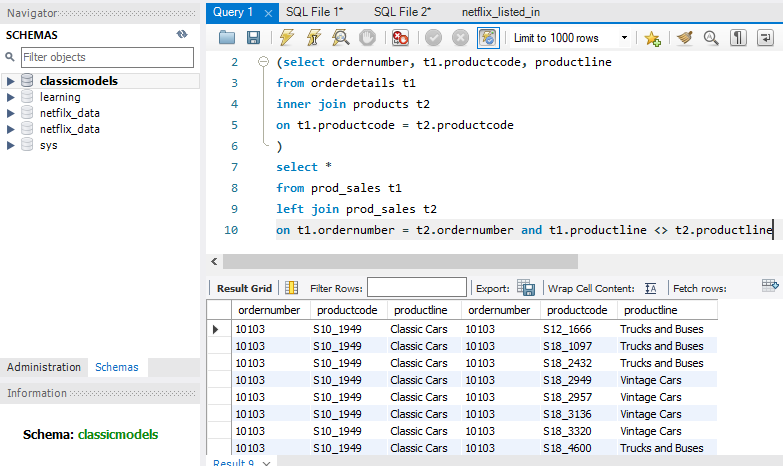 Navigator
SCHEMAS
Filter objects
classicmodels
learning
netfilx_data
netflix_data
sys
Administration Schemas
Information
Schema: classicmodels
Query 1 SQL File 1* SQL File 2* netflix_listed_in
Limit to 1000 rows
2 (select ordernumber, t1.productcode, productline
3 from orderdetails t1
4 inner join products t2
5 on t1.productcode = t2.productcode
6 )
7 select *
8 from prod_sales t1
9 left join prod_sales t2
10 on t1.ordernumber = t2.ordernumber and t1.productline <> t2.productline
Result Grid Filter Rows: Export: Wrap Cell Content: Fetch rows:
ordernumber productcode productline ordernumber productcode productline
10103 S10_1949 Classic Cars 10103 S12_1666 Trucks and Buses
10103 S10_1949 Classic Cars 10103 S18_1097 Trucks and Buses
10103 S10_1949 Classic Cars 10103 S18_2432 Trucks and Buses
10103 S10_1949 Classic Cars 10103 S18_2949 Vintage Cars
10103 S10_1949 Classic Cars 10103 S18_2957 Vintage Cars
10103 S10_1949 Classic Cars 10103 S18_3136 Vintage Cars
10103 S10_1949 Classic Cars 10103 S18_3320 Vintage Cars
10103 S10_1949 Classic Cars 10103 S18_4600 Trucks and Buses
Result 9